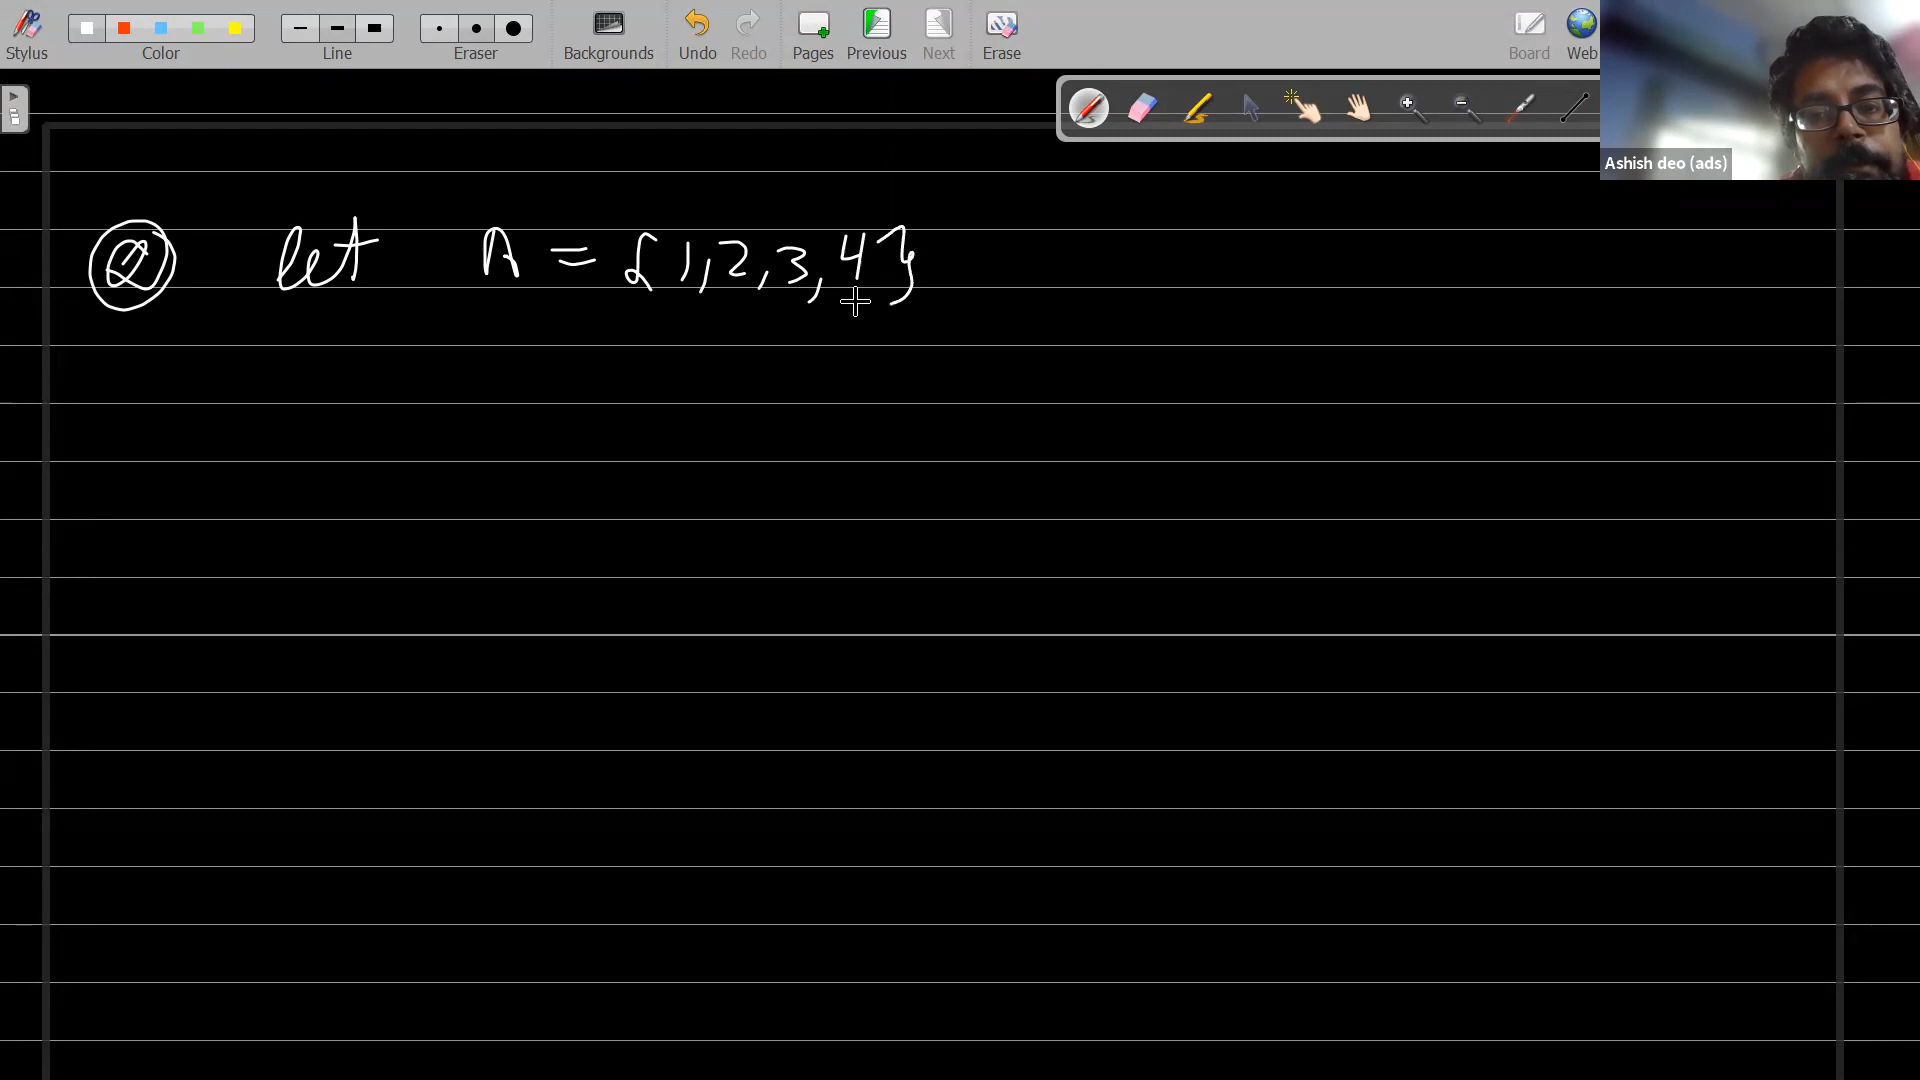 Stylus Color Line Eraser Backgrounds Undo Redo Pages Previous Next Erase Board Web
Ashish deo (ads)
Q let A = {1,2,3,4}